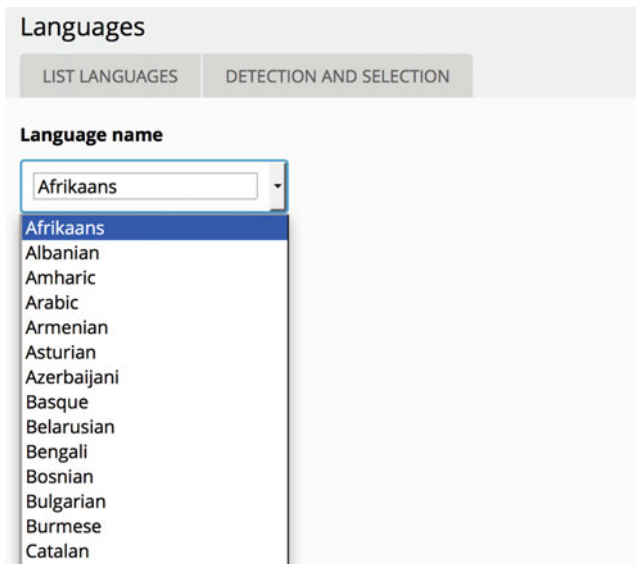 Languages
LIST LANGUAGES DETECTION AND SELECTION
Language name
Afrikaans
Afrikaans
Albanian
Amharic
Arabic
Armenian
Asturian
Azerbaijani
Basque
Belarusian
Bengali
Bosnian
Bulgarian
Burmese
Catalan